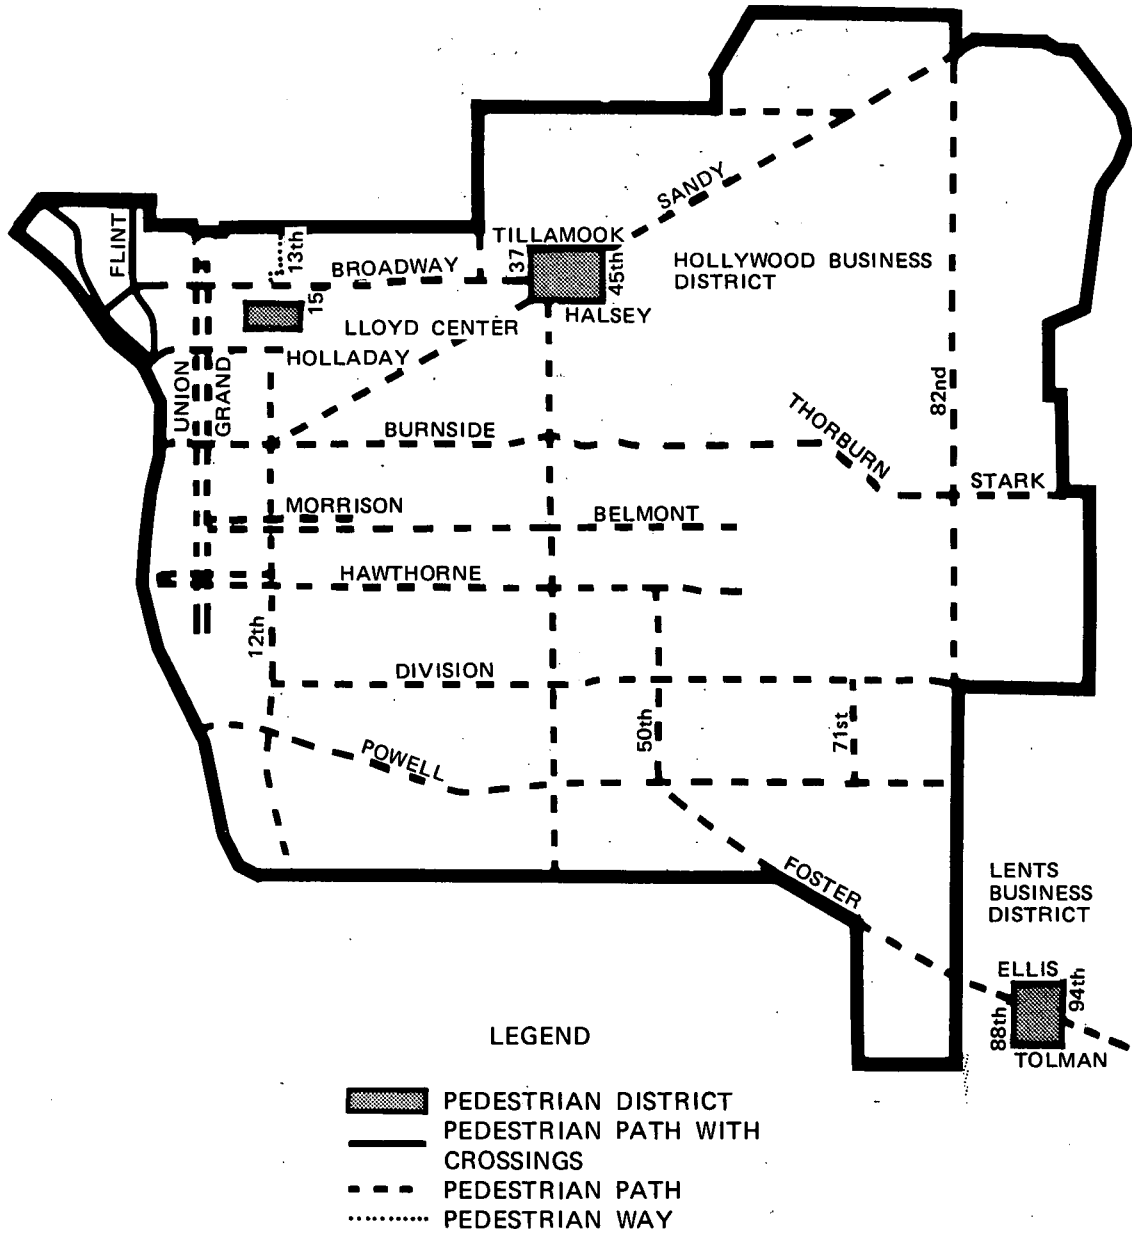 SANDY
FLINT
13th
TILLAMOOK
37
45th
HOLLYWOOD BUSINESS
DISTRICT
BROADWAY
15
HALSEY
LLOYD CENTER
HOLLADAY
UNION
GRAND
82nd
THORBURN
BURNSIDE
STARK
MORRISON
BELMONT
HAWTHORNE
12th
DIVISION
50th
71st
POWELL
FOSTER
LENTS
BUSINESS
DISTRICT
ELLIS
88th
94th
TOLMAN
LEGEND
PEDESTRIAN DISTRICT
PEDESTRIAN PATH WITH
CROSSINGS
PEDESTRIAN PATH
PEDESTRIAN WAY